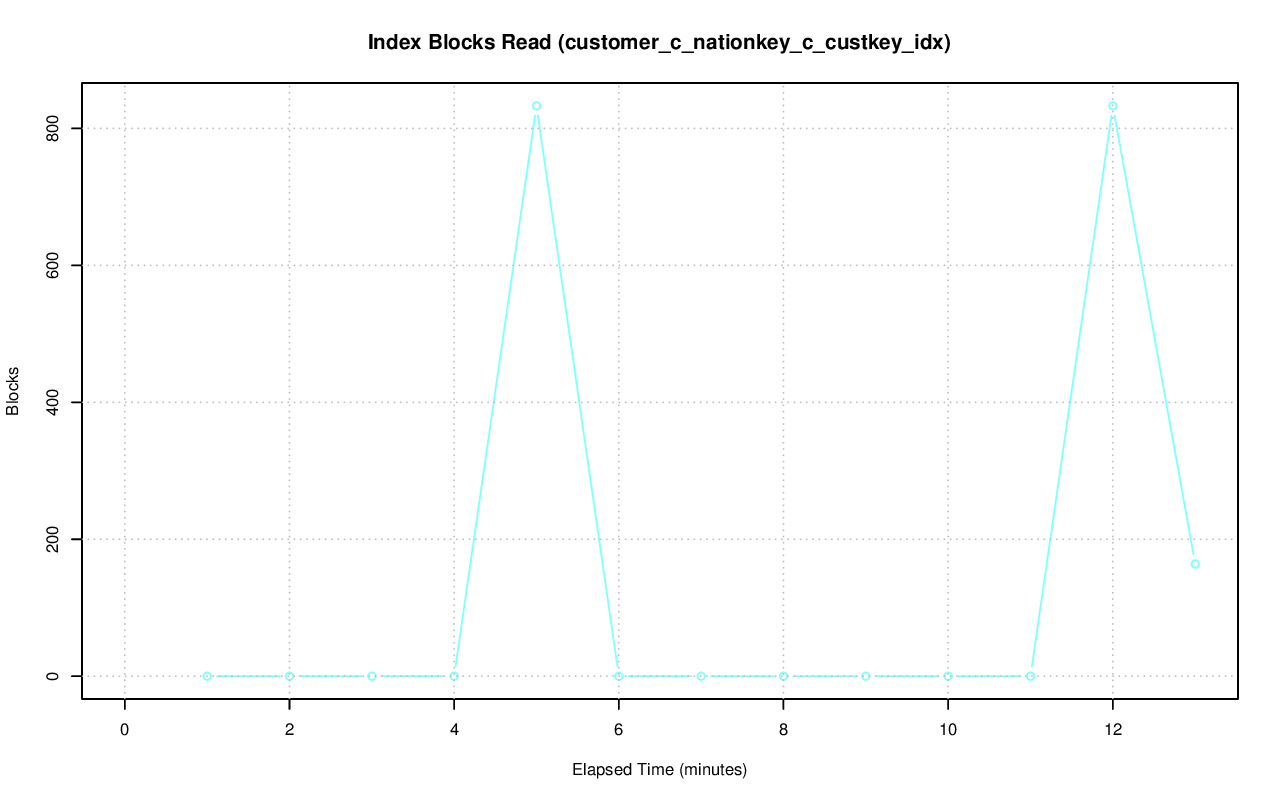 Index Blocks Read (customer_c_nationkey_c_custkey_idx)
Blocks
800
600
400
200
0
0 2 4 6 8 10 12
Elapsed Time (minutes)